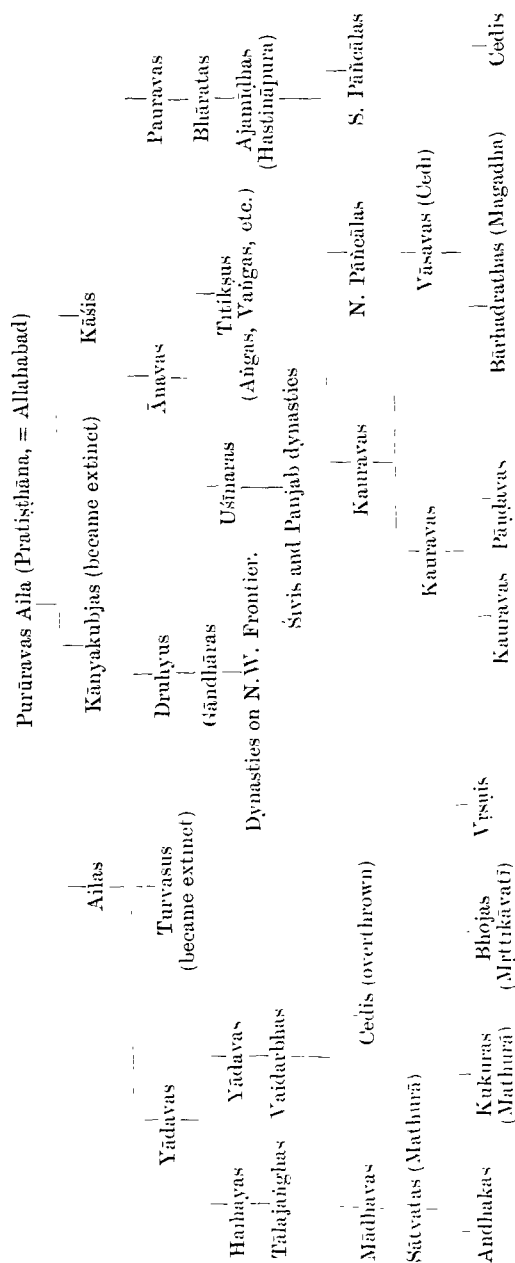 Purūravas Aila (Pratiṣṭhāna, = Allahabad)
Ailas Kānyakubjas (became extinct) Kāśis
Yādavas Turvasus Druhyus Ānavas Pauravas
(became extinct)
Haihayas Yādavas Gāndhāras Uśīnaras Titikṣus Bhāratas
Tālajaṅghas Vaidarbhas Dynasties on N.W. Frontier. (Aṅgas, Vaṅgas, etc.) Ajamīḍhas
(Hastināpura)
Śivis and Panjab dynasties
Mādhavas Cedis (overthrown) Kauravas N. Pāñcālas S. Pāñcālas
Sātvatas (Mathurā) Kauravas Vāsavas (Cedi)
Andhakas Kukuras Bhojas Vṛṣṇis Kauravas Pāṇḍavas Bārhadrathas (Magadha) Cedis
(Mathurā) (Mṛttikāvatī)